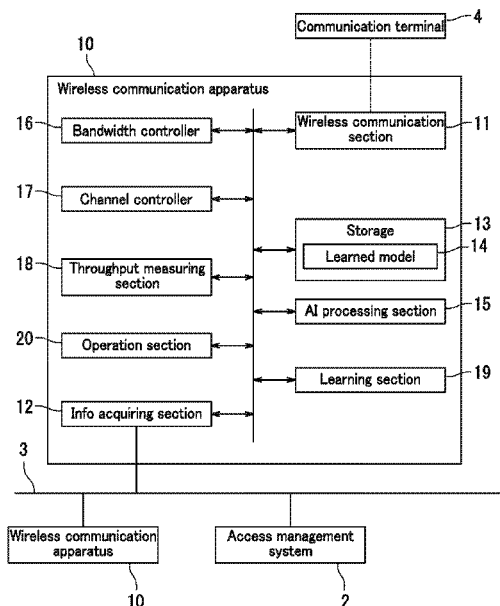 4
Communication terminal
10
Wireless communication apparatus
16
Bandwidth controller
Wireless communication
section
11
17
Channel controller
13
Storage
Learned model
14
18
Throughput measuring
section
AI processing section
15
20
Operation section
Learning section
19
12
Info acquiring section
3
Wireless communication
apparatus
Access management
system
10
2